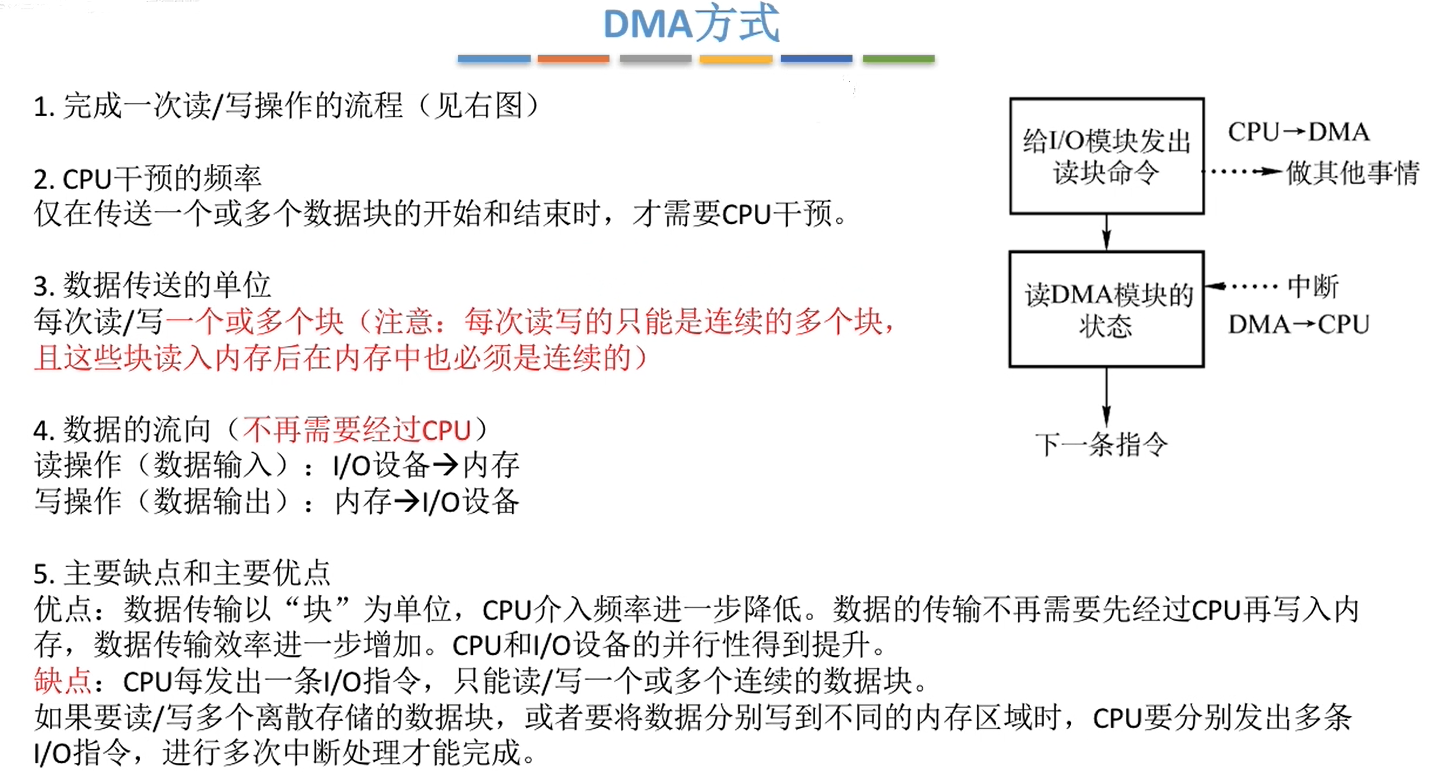 DMA方式
1. 完成一次读/写操作的流程（见右图）
2. CPU干预的频率
仅在传送一个或多个数据块的开始和结束时，才需要CPU干预。
3. 数据传送的单位
每次读/写一个或多个块（注意：每次读写的只能是连续的多个块，
且这些块读入内存后在内存中也必须是连续的）
4. 数据的流向（不再需要经过CPU）
读操作（数据输入）：I/O设备→内存
写操作（数据输出）：内存→I/O设备
5. 主要缺点和主要优点
优点：数据传输以“块”为单位，CPU介入频率进一步降低。数据的传输不再需要先经过CPU再写入内
存，数据传输效率进一步增加。CPU和I/O设备的并行性得到提升。
缺点：CPU每发出一条I/O指令，只能读/写一个或多个连续的数据块。
如果要读/写多个离散存储的数据块，或者要将数据分别写到不同的内存区域时，CPU要分别发出多条
I/O指令，进行多次中断处理才能完成。
给I/O模块发出
读块命令
CPU→DMA
做其他事情
读DMA模块的
状态
中断
DMA→CPU
下一条指令